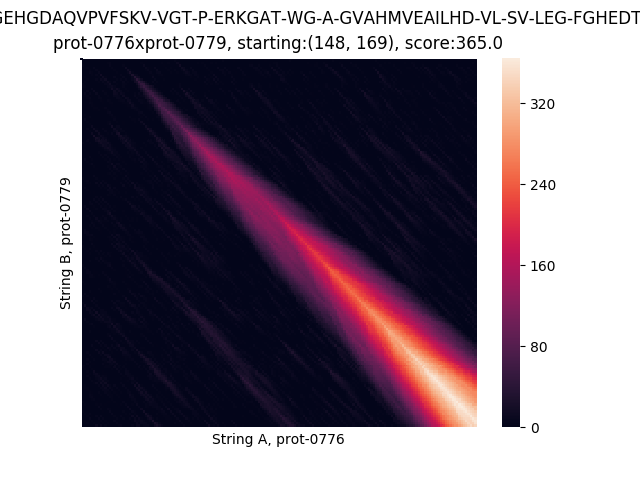 GEHGDAQVPVFSKV-VGT-P-ERKGAT-WG-A-GVAHMVEAILHD-VL-SV-LEG-FGHEDT
prot-0776xprot-0779, starting:(148, 169), score:365.0
320
240
160
80
0
String B, prot-0779
String A, prot-0776